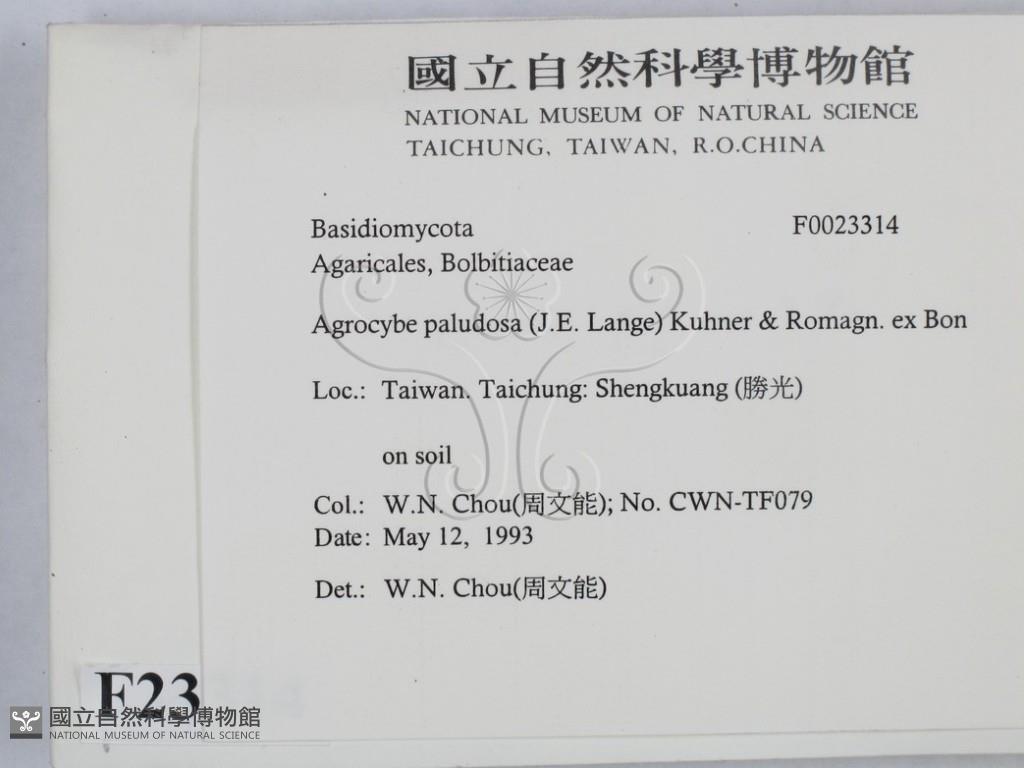 國立自然科學博物館
NATIONAL MUSEUM OF NATURAL SCIENCE
TAICHUNG, TAIWAN, R.O.CHINA
Basidiomycota F0023314
Agaricales, Bolbitiaceae
Agrocybe paludosa (J.E. Lange) Kuhner & Romagn. ex Bon
Loc.: Taiwan. Taichung: Shengkuang (勝光)
on soil
Col.: W.N. Chou(周文能); No. CWN-TF079
Date: May 12, 1993
Det.: W.N. Chou(周文能)
F23
國立自然科學博物館
NATIONAL MUSEUM OF NATURAL SCIENCE